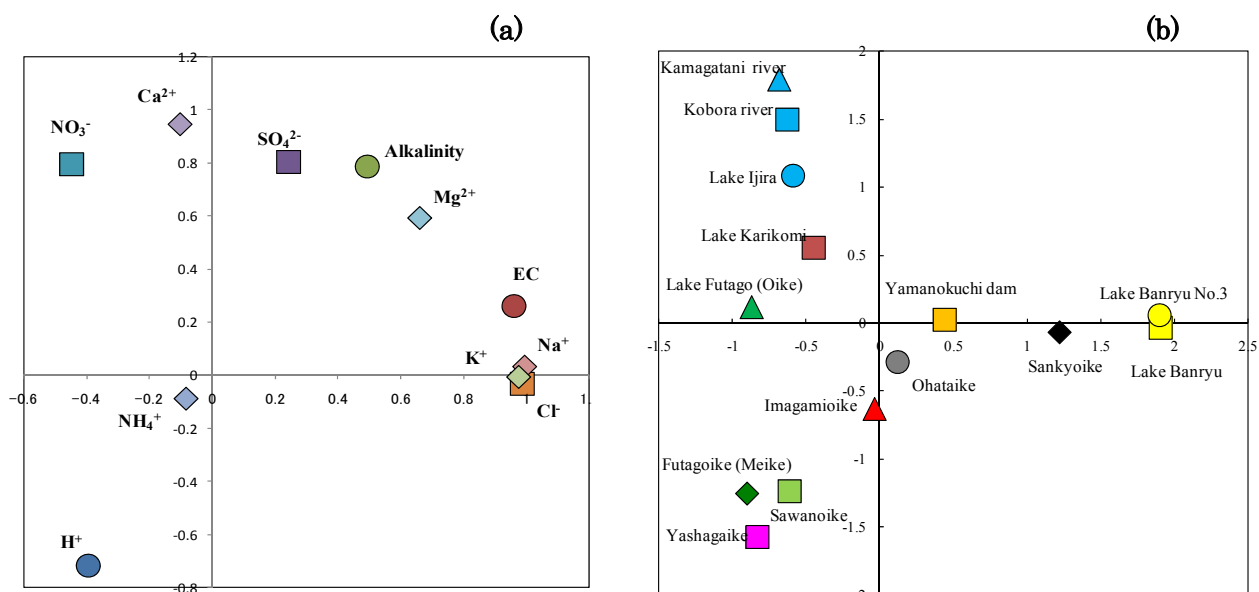 (a)
1.2
Ca²⁺
1
NO₃⁻
SO₄²⁻
0.8
Alkalinity
Mg²⁺
0.6
0.4
EC
0.2
K⁺
Na⁺
0
−0.6
−0.4
−0.2
0
0.2
0.4
0.6
0.8
1
NH₄⁺
Cl⁻
-0.2
-0.4
-0.6
H⁺
-0.8
(b)
2
Kamagatani river
Kobora river
1.5
Lake Ijira
1
Lake Karikomi
0.5
Lake Futago (Oike)
Yamanokuchi dam
Lake Banryu No.3
0
-1.5
-1
-0.5
0
0.5
1
1.5
2
2.5
Sankyoike
Lake Banryu
Ohataike
-0.5
Imagamioike
-1
Futagoike (Meike)
Sawanoike
-1.5
Yashagaike